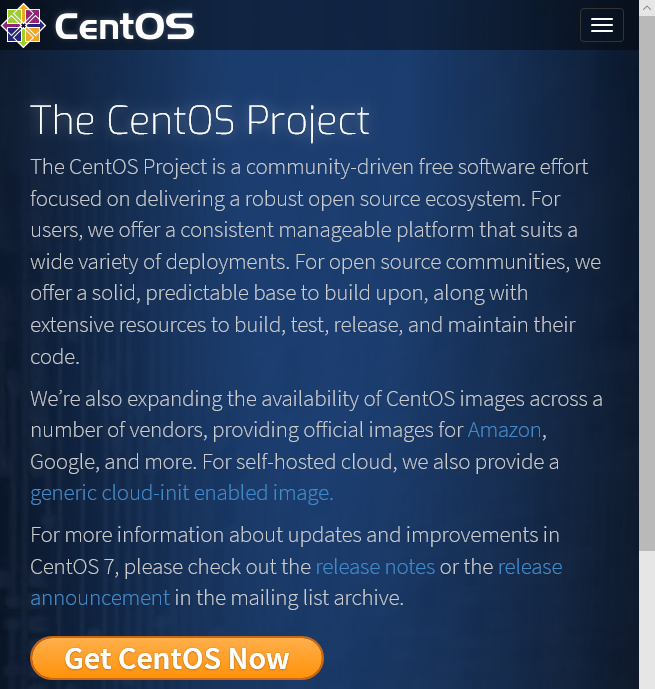 CentOS
The CentOS Project
The CentOS Project is a community-driven free software effort
focused on delivering a robust open source ecosystem. For
users, we offer a consistent manageable platform that suits a
wide variety of deployments. For open source communities, we
offer a solid, predictable base to build upon, along with
extensive resources to build, test, release, and maintain their
code.
We’re also expanding the availability of CentOS images across a
number of vendors, providing official images for Amazon,
Google, and more. For self-hosted cloud, we also provide a
generic cloud-init enabled image.
For more information about updates and improvements in
CentOS 7, please check out the release notes or the release
announcement in the mailing list archive.
Get CentOS Now